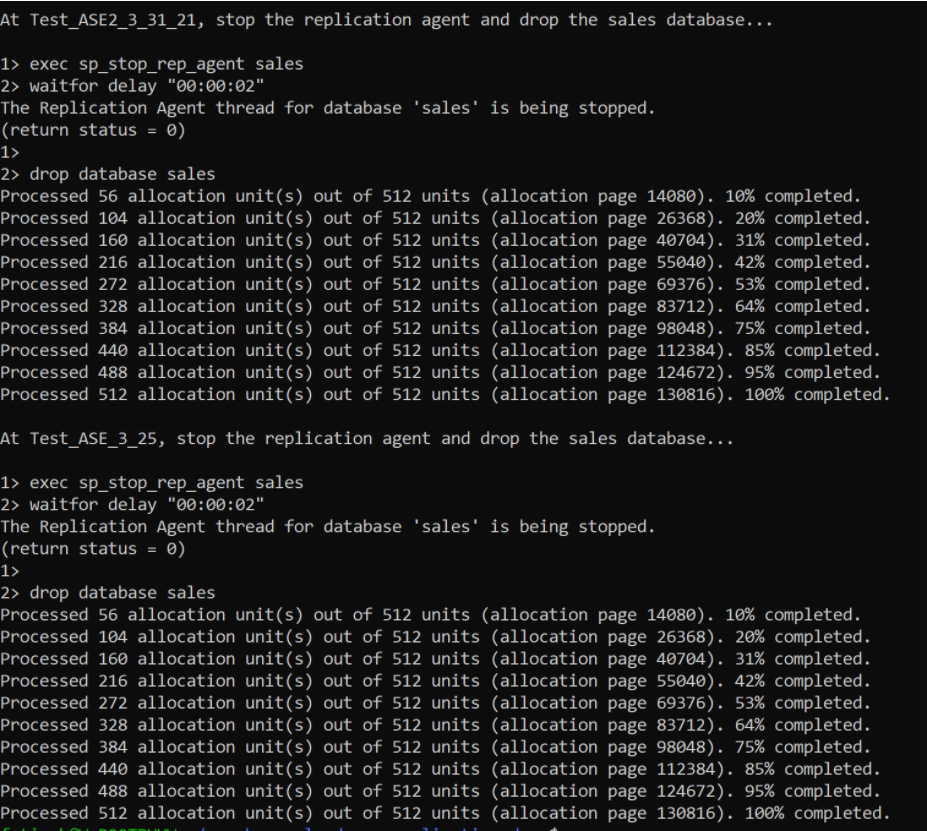 At Test_ASE2_3_31_21, stop the replication agent and drop the sales database...
1> exec sp_stop_rep_agent sales
2> waitfor delay "00:00:02"
The Replication Agent thread for database 'sales' is being stopped.
(return status = 0)
1>
2> drop database sales
Processed 56 allocation unit(s) out of 512 units (allocation page 14080). 10% completed.
Processed 104 allocation unit(s) out of 512 units (allocation page 26368). 20% completed.
Processed 160 allocation unit(s) out of 512 units (allocation page 40704). 31% completed.
Processed 216 allocation unit(s) out of 512 units (allocation page 55040). 42% completed.
Processed 272 allocation unit(s) out of 512 units (allocation page 69376). 53% completed.
Processed 328 allocation unit(s) out of 512 units (allocation page 83712). 64% completed.
Processed 384 allocation unit(s) out of 512 units (allocation page 98048). 75% completed.
Processed 440 allocation unit(s) out of 512 units (allocation page 112384). 85% completed.
Processed 488 allocation unit(s) out of 512 units (allocation page 124672). 95% completed.
Processed 512 allocation unit(s) out of 512 units (allocation page 130816). 100% completed.
At Test_ASE_3_25, stop the replication agent and drop the sales database...
1> exec sp_stop_rep_agent sales
2> waitfor delay "00:00:02"
The Replication Agent thread for database 'sales' is being stopped.
(return status = 0)
1>
2> drop database sales
Processed 56 allocation unit(s) out of 512 units (allocation page 14080). 10% completed.
Processed 104 allocation unit(s) out of 512 units (allocation page 26368). 20% completed.
Processed 160 allocation unit(s) out of 512 units (allocation page 40704). 31% completed.
Processed 216 allocation unit(s) out of 512 units (allocation page 55040). 42% completed.
Processed 272 allocation unit(s) out of 512 units (allocation page 69376). 53% completed.
Processed 328 allocation unit(s) out of 512 units (allocation page 83712). 64% completed.
Processed 384 allocation unit(s) out of 512 units (allocation page 98048). 75% completed.
Processed 440 allocation unit(s) out of 512 units (allocation page 112384). 85% completed.
Processed 488 allocation unit(s) out of 512 units (allocation page 124672). 95% completed.
Processed 512 allocation unit(s) out of 512 units (allocation page 130816). 100% completed.